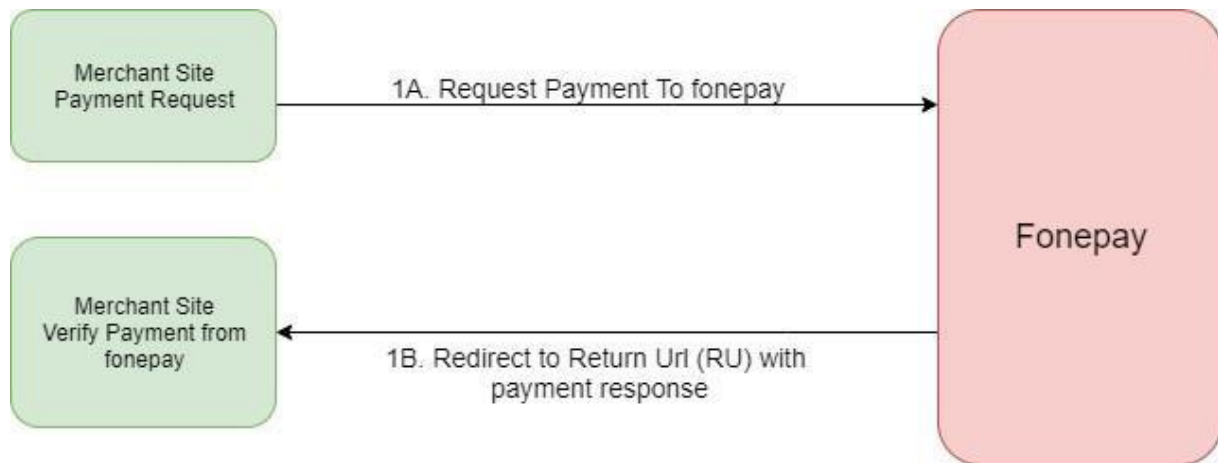 Merchant Site
Payment Request
1A. Request Payment To fonepay
Fonepay
Merchant Site
Verify Payment from
fonepay
1B. Redirect to Return Url (RU) with
payment response